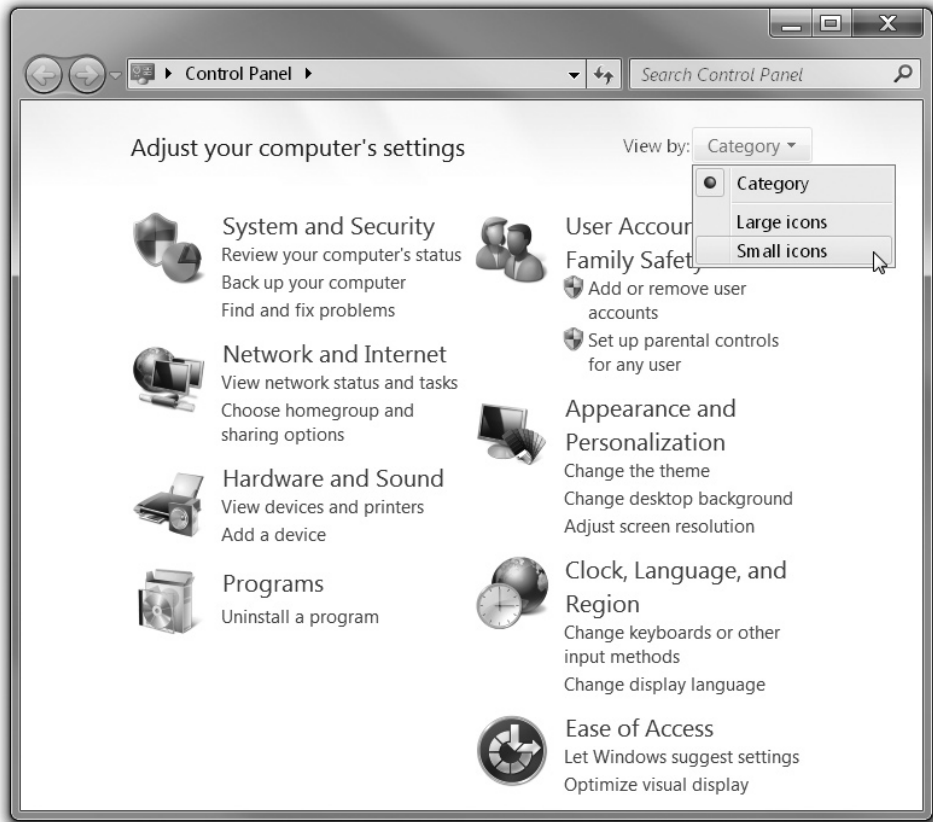 Control Panel
Search Control Panel
Adjust your computer's settings
View by: Category
Category
Large icons
Small icons
System and Security
Review your computer's status
Back up your computer
Find and fix problems
Network and Internet
View network status and tasks
Choose homegroup and
sharing options
Hardware and Sound
View devices and printers
Add a device
Programs
Uninstall a program
User
Family Safety
Add or remove user
accounts
Set up parental controls
for any user
Appearance and
Personalization
Change the theme
Change desktop background
Adjust screen resolution
Clock, Language, and
Region
Change keyboards or other
input methods
Change display language
Ease of Access
Let Windows suggest settings
Optimize visual display